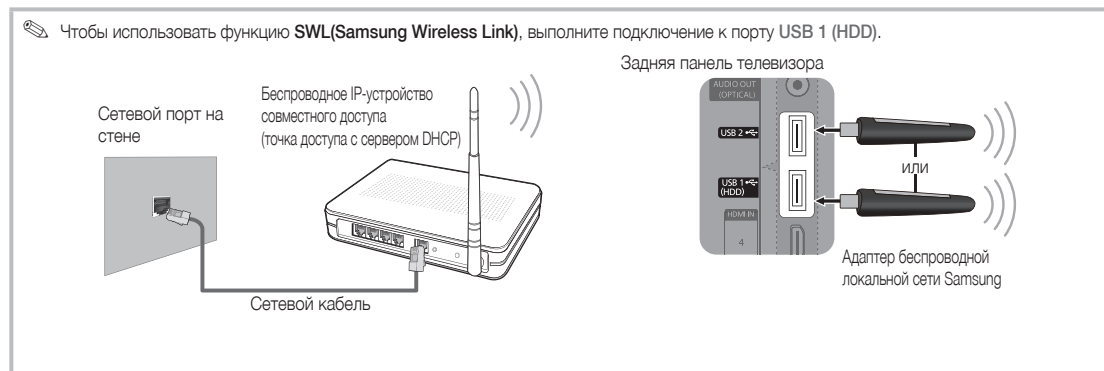 Чтобы использовать функцию SWL(Samsung Wireless Link), выполните подключение к порту USB 1 (HDD).
Задняя панель телевизора
Сетевой порт на
стене
Беспроводное IP-устройство
совместного доступа
(точка доступа с сервером DHCP)
Сетевой кабель
AUDIO OUT
(OPTICAL)
USB 2
USB 1
(HDD)
HDMI IN
4
или
Адаптер беспроводной
локальной сети Samsung